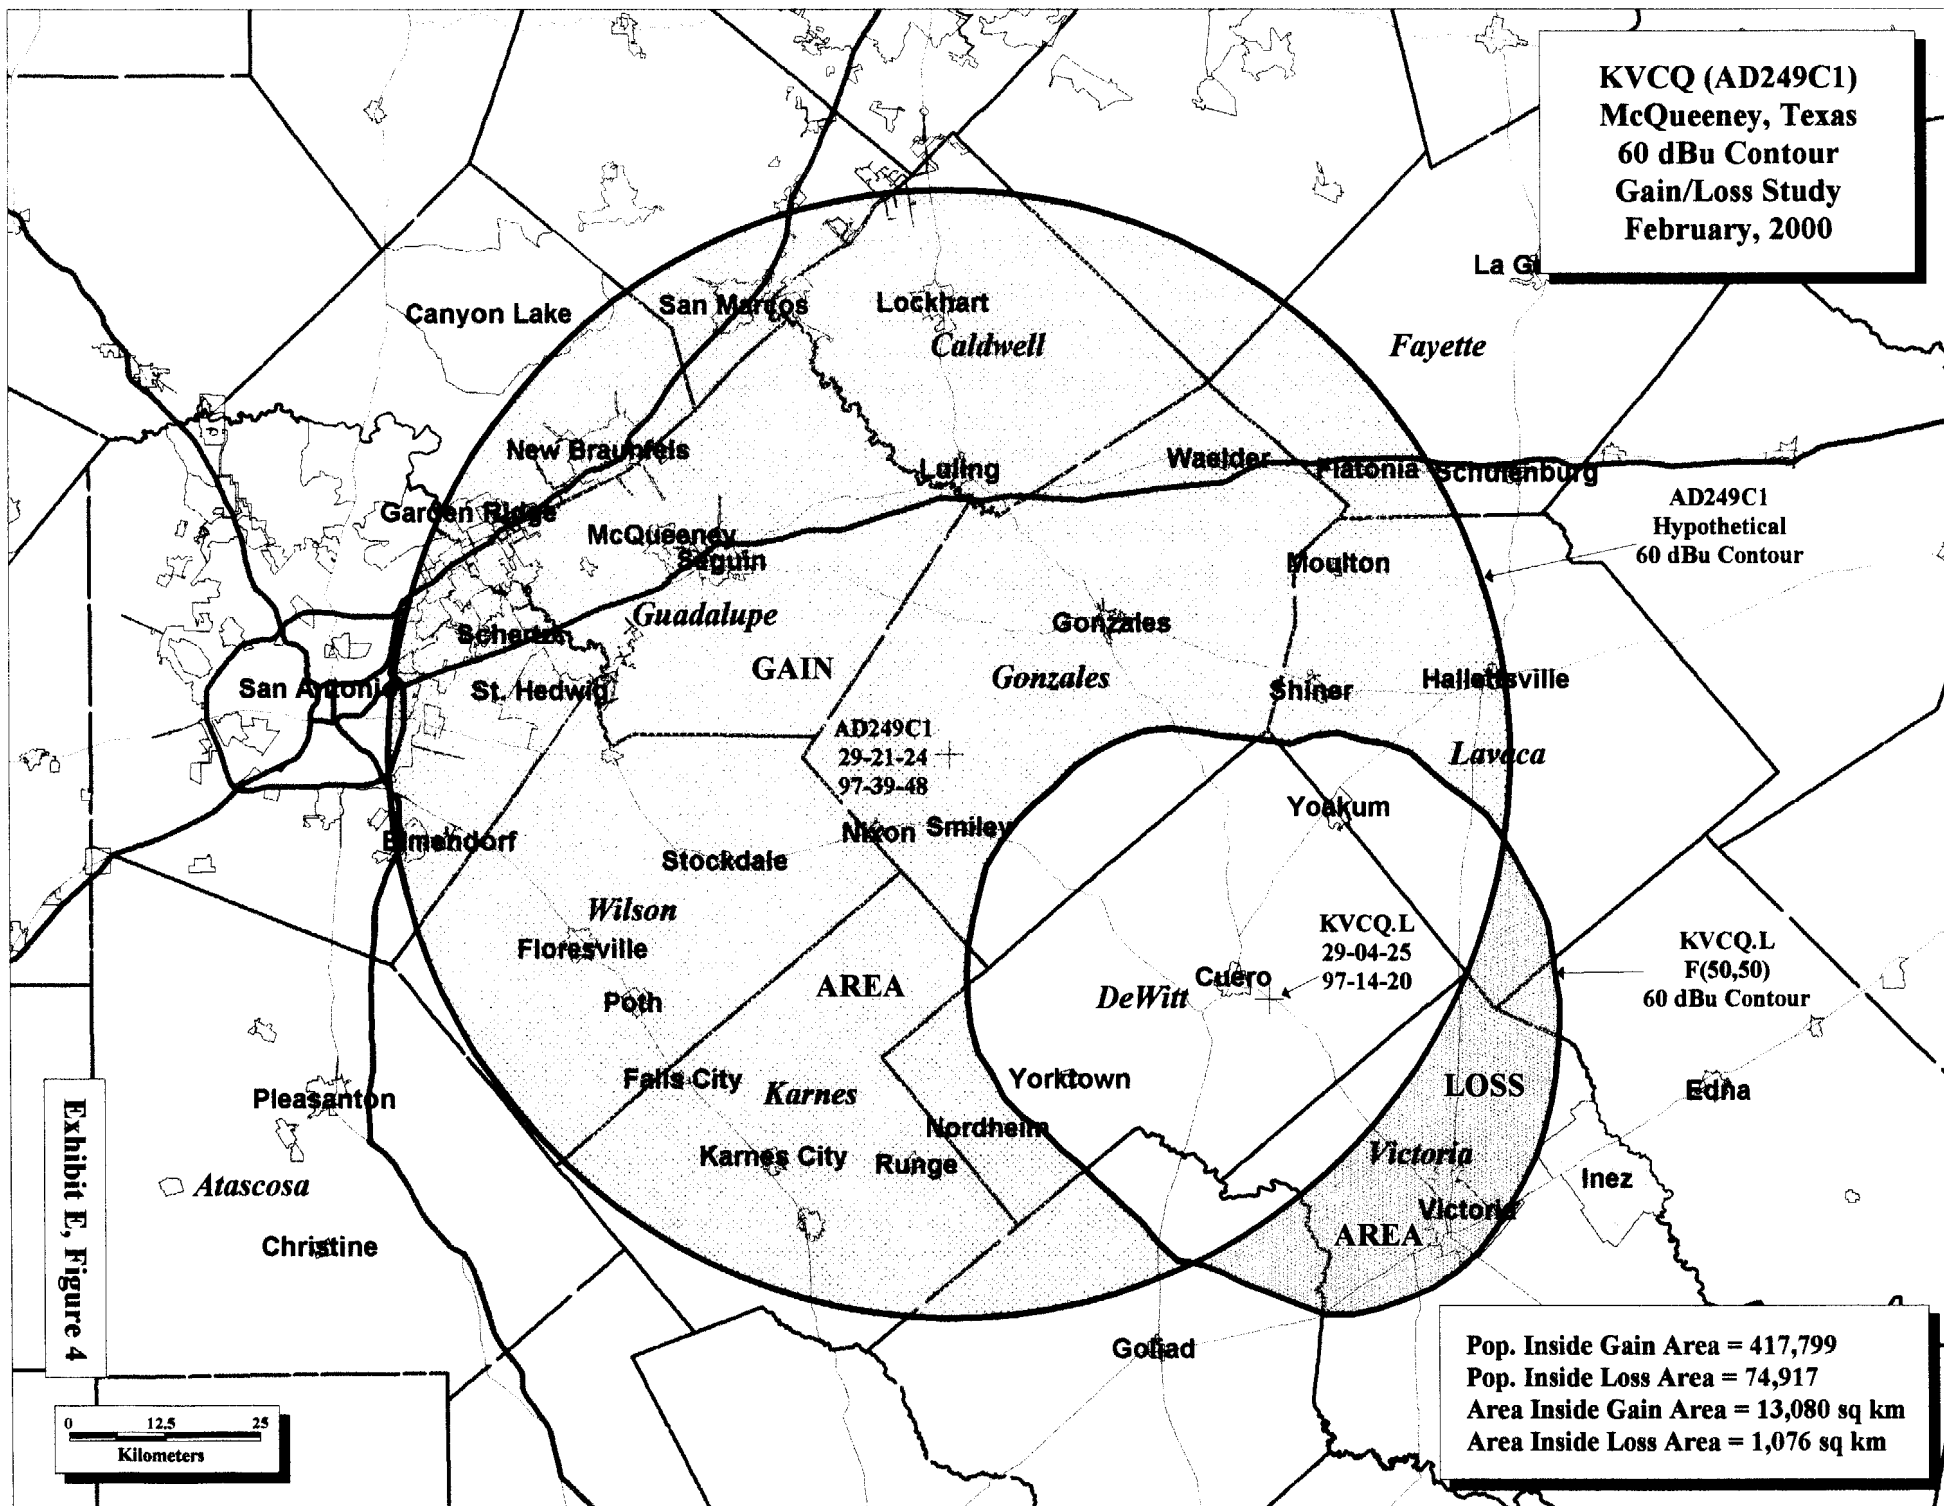 KVCQ (AD249C1)
McQueeney, Texas
60 dBu Contour
Gain/Loss Study
February, 2000
La
Canyon Lake
San Marcos
Lockhart
Caldwell
Fayette
New Braunfels
Luling
Waelder
Flatonia
Schulenburg
Garden Ridge
McQueeney
Seguin
AD249C1
Hypothetical
60 dBu Contour
Moulton
Guadalupe
Gonzales
Schertz
GAIN
Gonzales
San Antonio
St. Hedwig
Shiner
Hallettsville
AD249C1
29-21-24
97-39-48
Lavaca
Yoakum
Elmendorf
Nixon
Smiley
Stockdale
Wilson
Floresville
KVCQ.L
29-04-25
97-14-20
KVCQ.L
F(50,50)
60 dBu Contour
AREA
Cuero
DeWitt
Poth
Falls City
Karnes
Yorktown
LOSS
Edna
Pleasanton
Nordheim
Karnes City
Runge
Victoria
Inez
Atascosa
Victoria
AREA
Christine
Goliad
Exhibit E, Figure 4
0 12.5 25
Kilometers
Pop. Inside Gain Area = 417,799
Pop. Inside Loss Area = 74,917
Area Inside Gain Area = 13,080 sq km
Area Inside Loss Area = 1,076 sq km